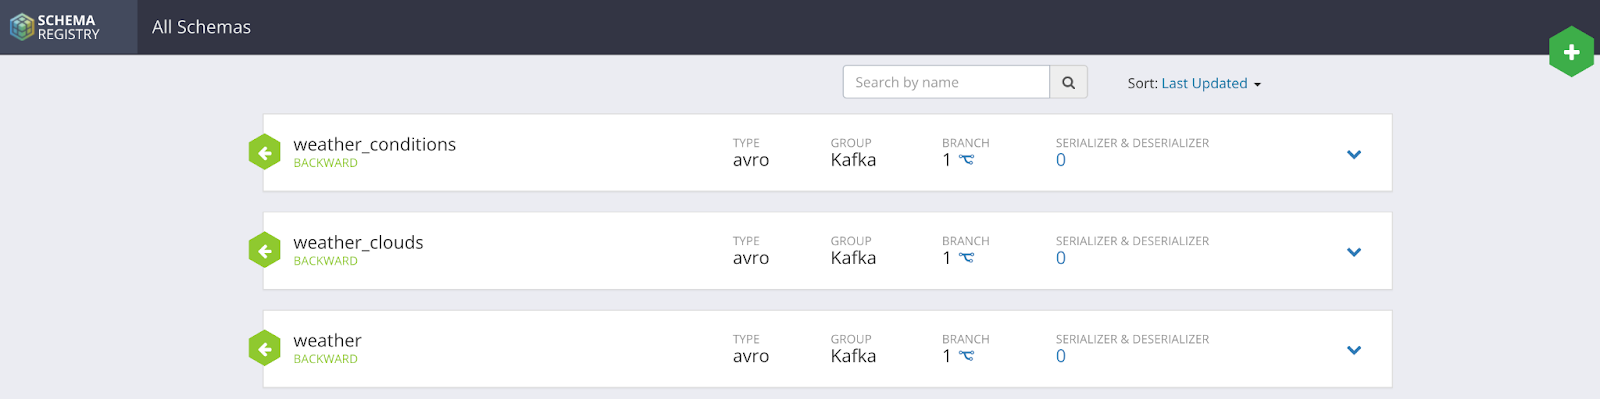 SCHEMA
REGISTRY
All Schemas
Search by name
Sort: Last Updated
weather_conditions
BACKWARD
TYPE
avro
GROUP
Kafka
BRANCH
1
SERIALIZER & DESERIALIZER
0
weather_clouds
BACKWARD
TYPE
avro
GROUP
Kafka
BRANCH
1
SERIALIZER & DESERIALIZER
0
weather
BACKWARD
TYPE
avro
GROUP
Kafka
BRANCH
1
SERIALIZER & DESERIALIZER
0